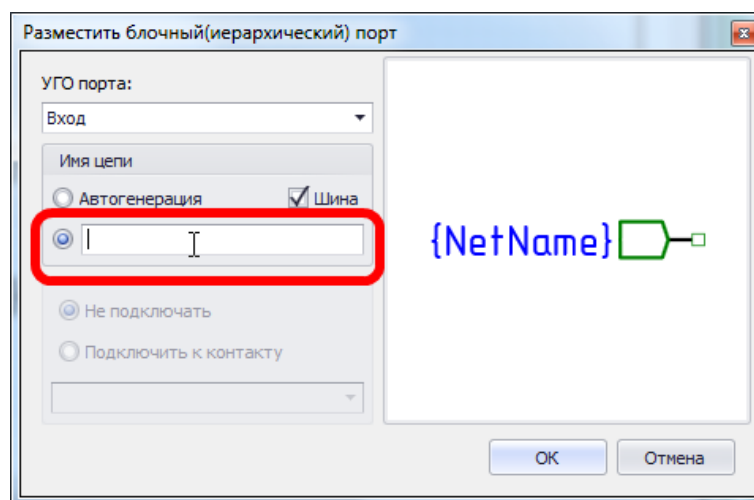 Разместить блочный(иерархический) порт
УГО порта:
Вход
Имя цепи
Автогенерация
Шина
{NetName}
Не подключать
Подключить к контакту
OK
Отмена